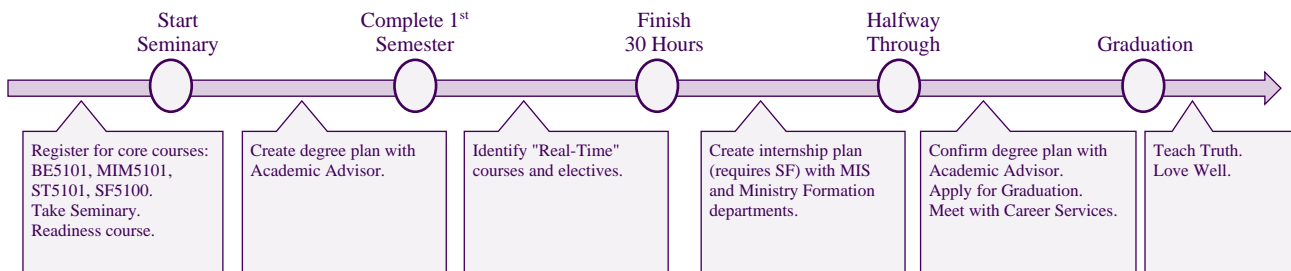 Start
Seminary
Complete 1st
Semester
Finish
30 Hours
Halfway
Through
Graduation
Register for core courses:
BE5101, MIM5101,
ST5101, SF5100.
Take Seminary.
Readiness course.
Create degree plan with
Academic Advisor.
Identify "Real-Time"
courses and electives.
Create internship plan
(requires SF) with MIS
and Ministry Formation
departments.
Confirm degree plan with
Academic Advisor.
Apply for Graduation.
Meet with Career Services.
Teach Truth.
Love Well.